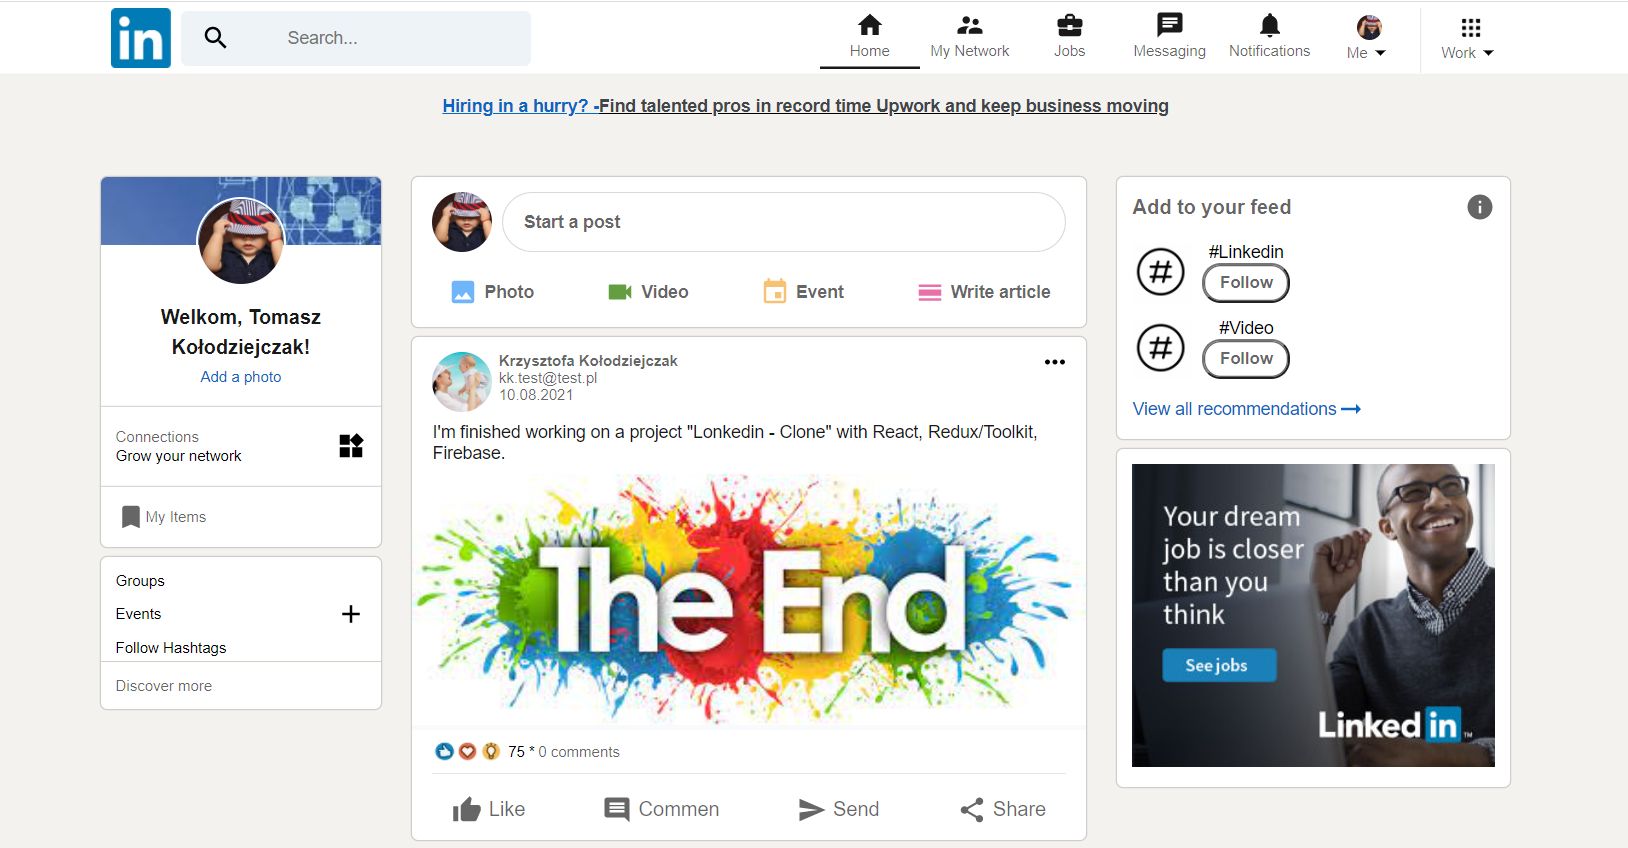 in
Search...
Home
My Network
Jobs
Messaging
Notifications
Me
Work
Hiring in a hurry? -Find talented pros in record time Upwork and keep business moving
Welkom, Tomasz
Kołodziejczak!
Add a photo
Connections
Grow your network
My Items
Groups
Events
Follow Hashtags
Discover more
Start a post
Photo
Video
Event
Write article
Krzysztofa Kołodziejczak
kk.test@test.pl
10.08.2021
I'm finished working on a project "Lonkedin - Clone" with React, Redux/Toolkit,
Firebase.
The End
75 * 0 comments
Like
Commen
Send
Share
Add to your feed
#
#Linkedin
Follow
#
#Video
Follow
View all recommendations
Your dream
job is closer
than you
think
See jobs
Linked in ™